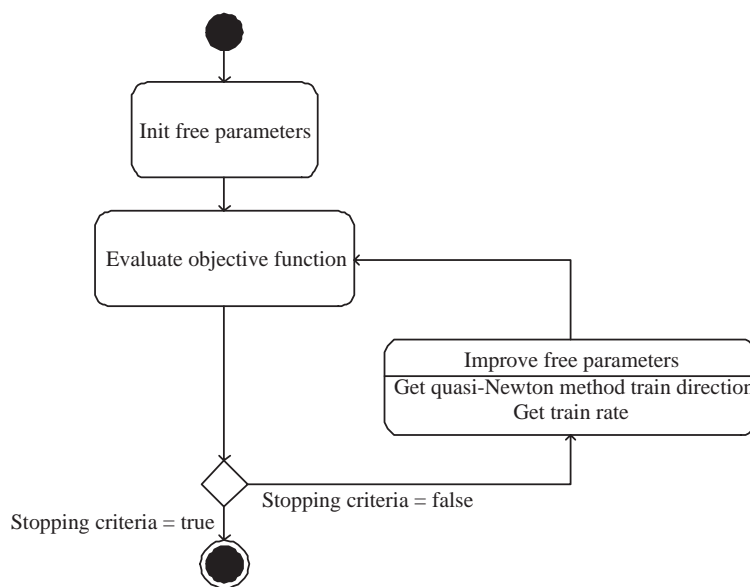 Init free parameters
Evaluate objective function
Improve free parameters
Get quasi-Newton method train direction
Get train rate
Stopping criteria = false
Stopping criteria = true